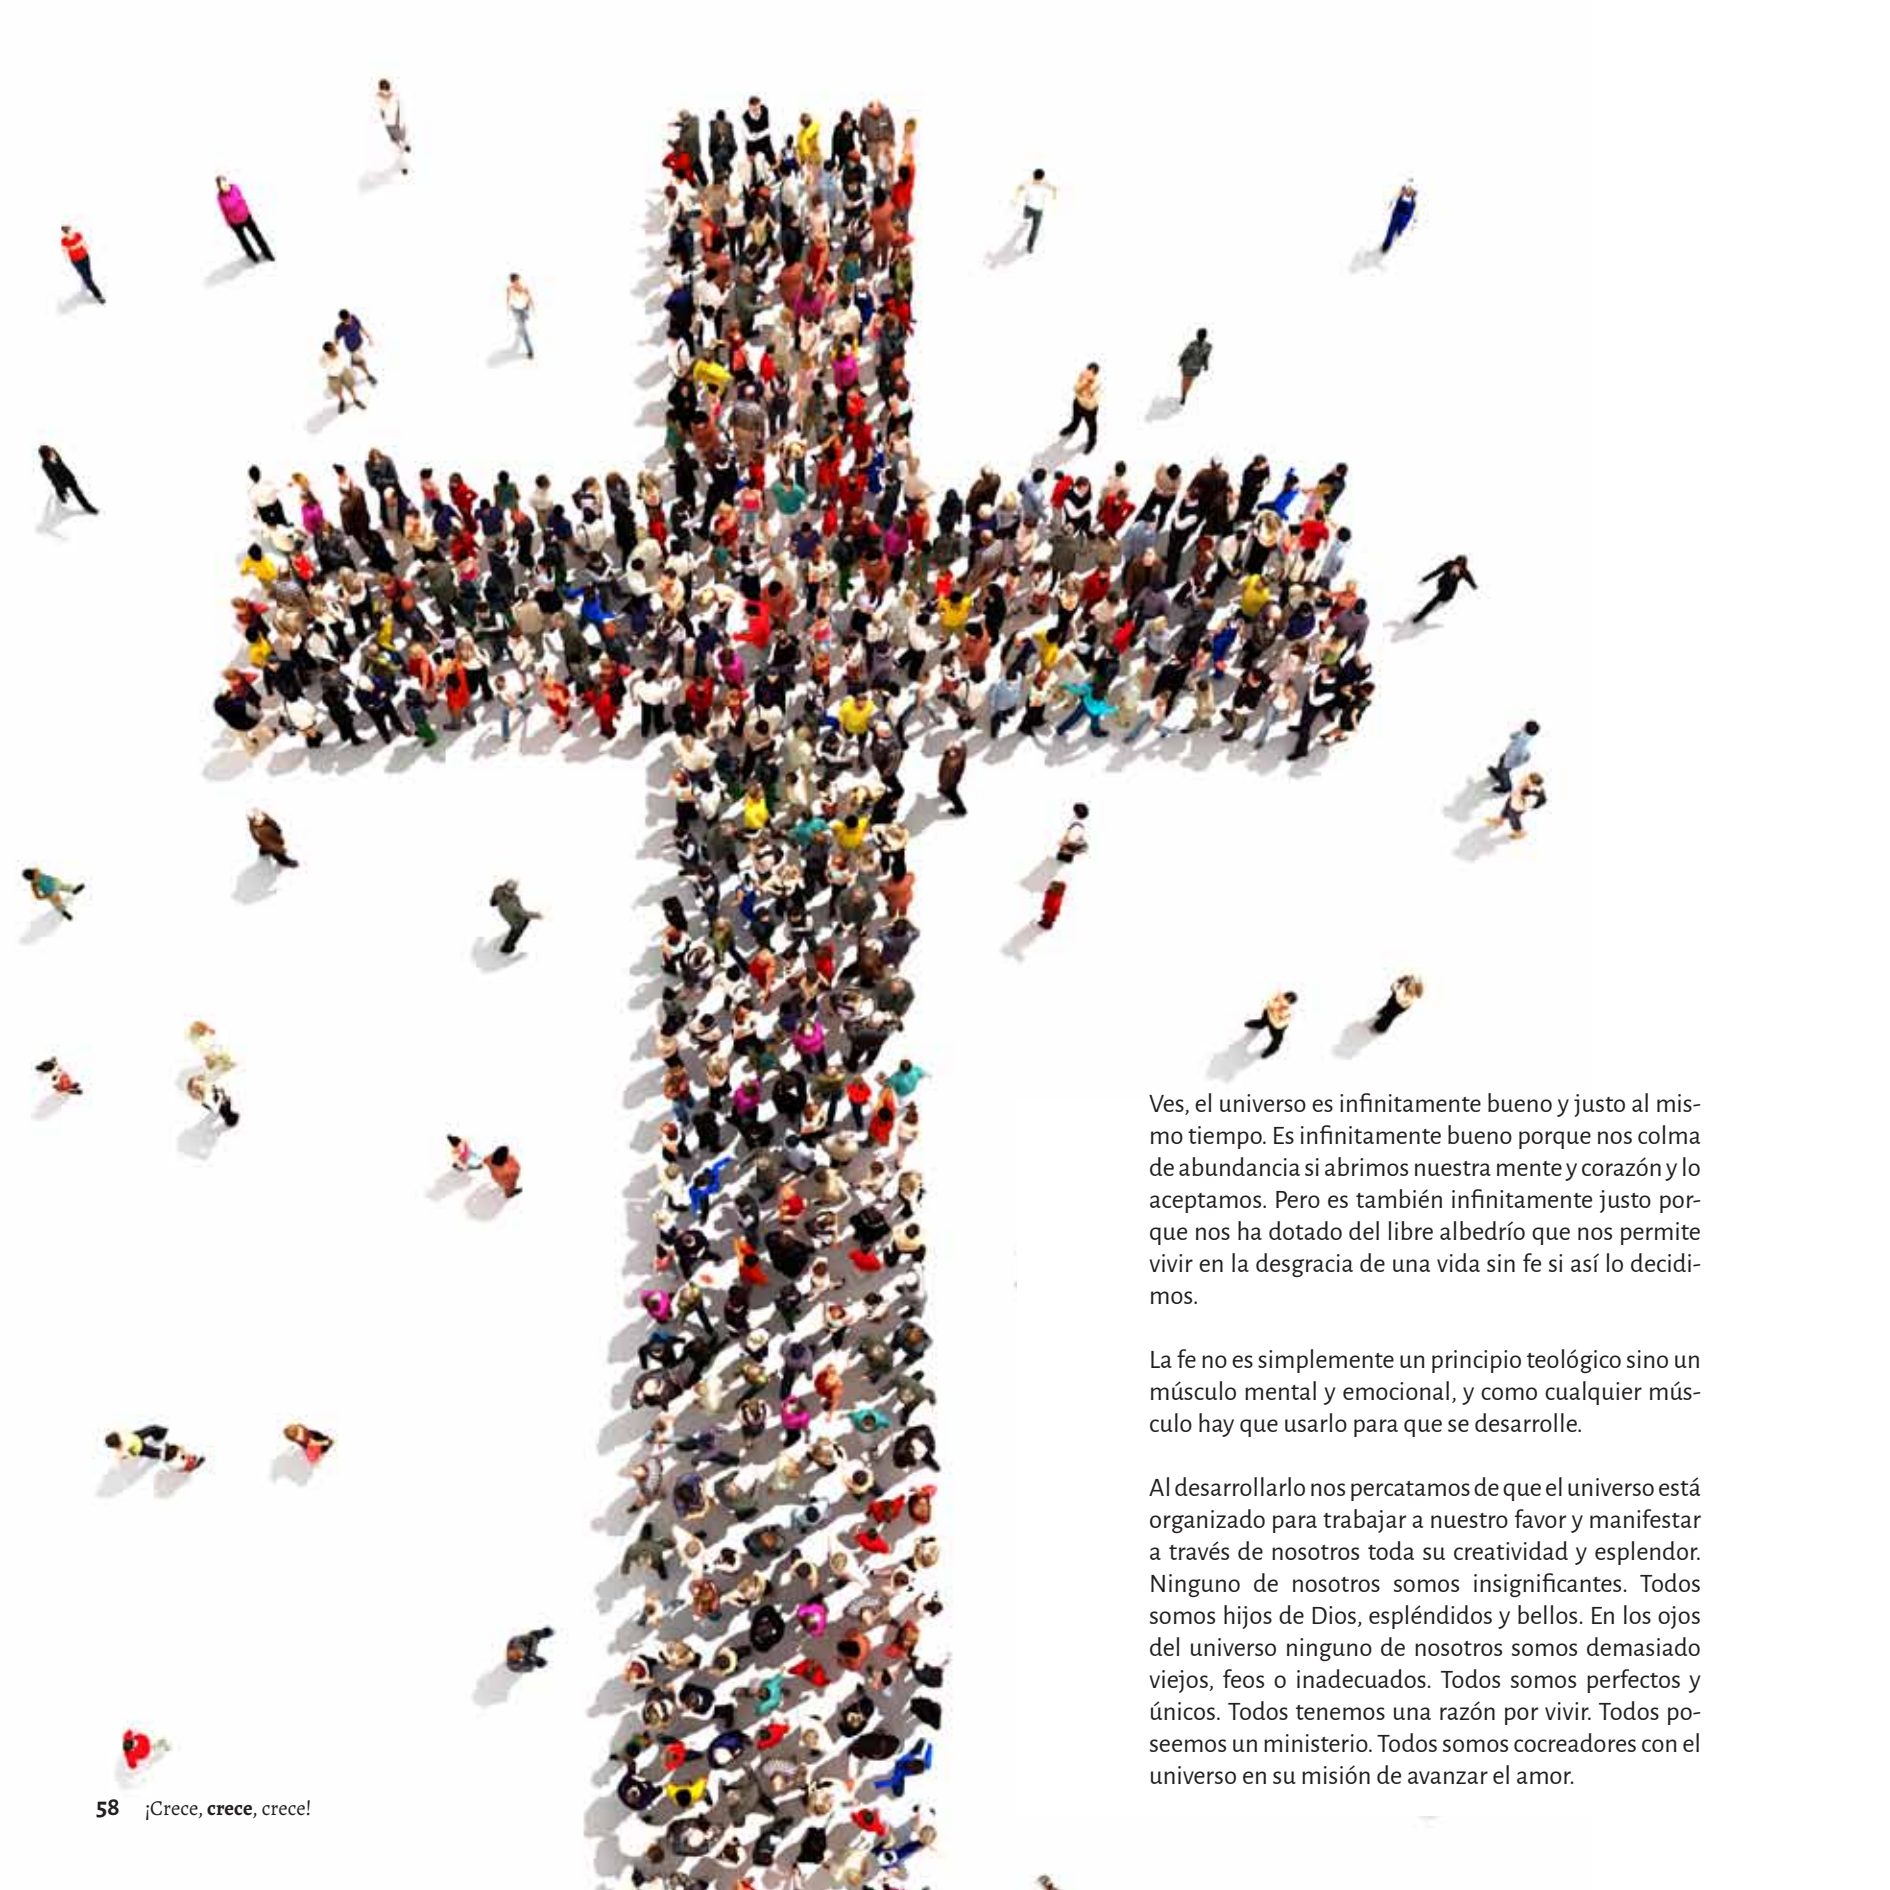 Ves, el universo es infinitamente bueno y justo al mis-
mo tiempo. Es infinitamente bueno porque nos colma
de abundancia si abrimos nuestra mente y corazón y lo
aceptamos. Pero es también infinitamente justo por-
que nos ha dotado del libre albedrío que nos permite
vivir en la desgracia de una vida sin fe si así lo decidi-
mos.
La fe no es simplemente un principio teológico sino un
músculo mental y emocional, y como cualquier mús-
culo hay que usarlo para que se desarrolle.
Al desarrollarlo nos percatamos de que el universo está
organizado para trabajar a nuestro favor y manifestar
a través de nosotros toda su creatividad y esplendor.
Ninguno de nosotros somos insignificantes. Todos
somos hijos de Dios, espléndidos y bellos. En los ojos
del universo ninguno de nosotros somos demasiado
viejos, feos o inadecuados. Todos somos perfectos y
únicos. Todos tenemos una razón por vivir. Todos po-
seemos un ministerio. Todos somos cocreadores con el
universo en su misión de avanzar el amor.
58 ¡Crece, crece, crece!